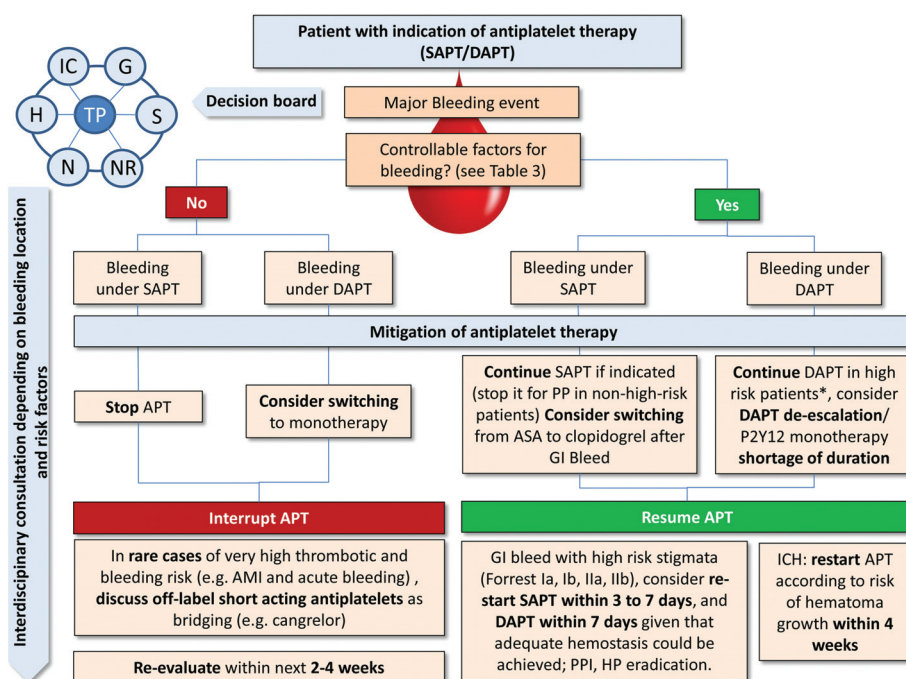 Patient with indication of antiplatelet therapy
(SAPT/DAPT)
IC
G
H
TP
S
N
NR
Decision board
Major Bleeding event
Controllable factors for
bleeding? (see Table 3)
No
Yes
Bleeding
under SAPT
Bleeding
under DAPT
Bleeding under
SAPT
Bleeding under
DAPT
Mitigation of antiplatelet therapy
Stop APT
Consider switching
to monotherapy
Continue SAPT if indicated
(stop it for PP in non-high-risk
patients) Consider switching
from ASA to clopidogrel after
GI Bleed
Continue DAPT in high
risk patients*, consider
DAPT de-escalation/
P2Y12 monotherapy
shortage of duration
Interrupt APT
Resume APT
In rare cases of very high thrombotic and
bleeding risk (e.g. AMI and acute bleeding) ,
discuss off-label short acting antiplatelets as
bridging (e.g. cangrelor)
Re-evaluate within next 2-4 weeks
GI bleed with high risk stigmata
(Forrest Ia, Ib, IIa, IIb), consider re-
start SAPT within 3 to 7 days, and
DAPT within 7 days given that
adequate hemostasis could be
achieved; PPI, HP eradication.
ICH: restart APT
according to risk
of hematoma
growth within 4
weeks
Interdisciplinary consultation depending on bleeding location
and risk factors